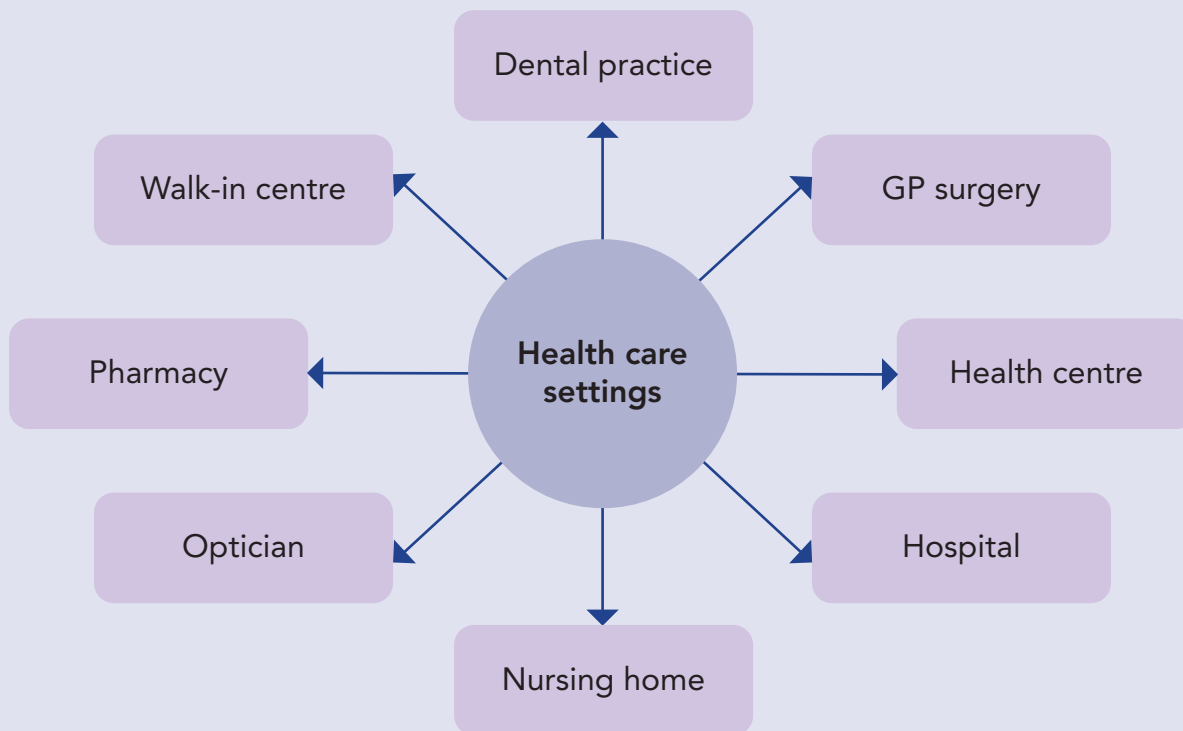 Dental practice
Walk-in centre
GP surgery
Health care
settings
Pharmacy
Health centre
Optician
Hospital
Nursing home